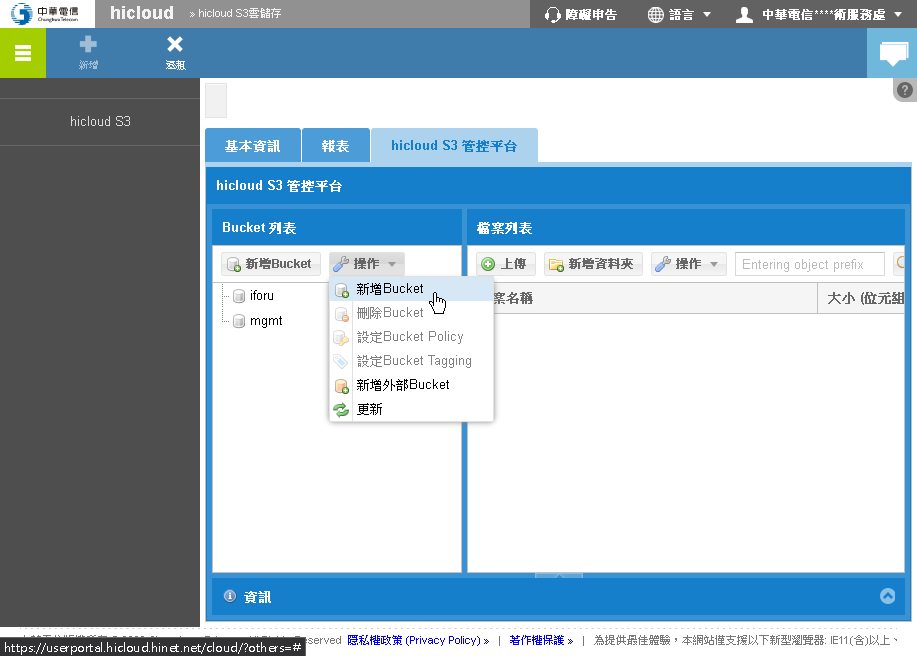 中華電信 hicloud » hicloud S3雲儲存 障礙申告 語言 中華電信****術服務處
Chunghwa Telecom
新增 返租
hicloud S3
基本資訊 報表 hicloud S3 管控平台
hicloud S3 管控平台
Bucket 列表 檔案列表
新增Bucket 操作 上傳 新增資料夾 操作 Entering object prefix
iforu
mgmt
新增Bucket
刪除Bucket
設定Bucket Policy
設定Bucket Tagging
新增外部Bucket
更新
案名稱 大小 (位元組
資訊
served 隱私權政策 (Privacy Policy) » | 著作權保護 » | 為提供最佳體驗，本網站僅支援以下新型瀏覽器: IE11(含)以上、
https://userportal.hicloud.hinet.net/cloud/?others=#